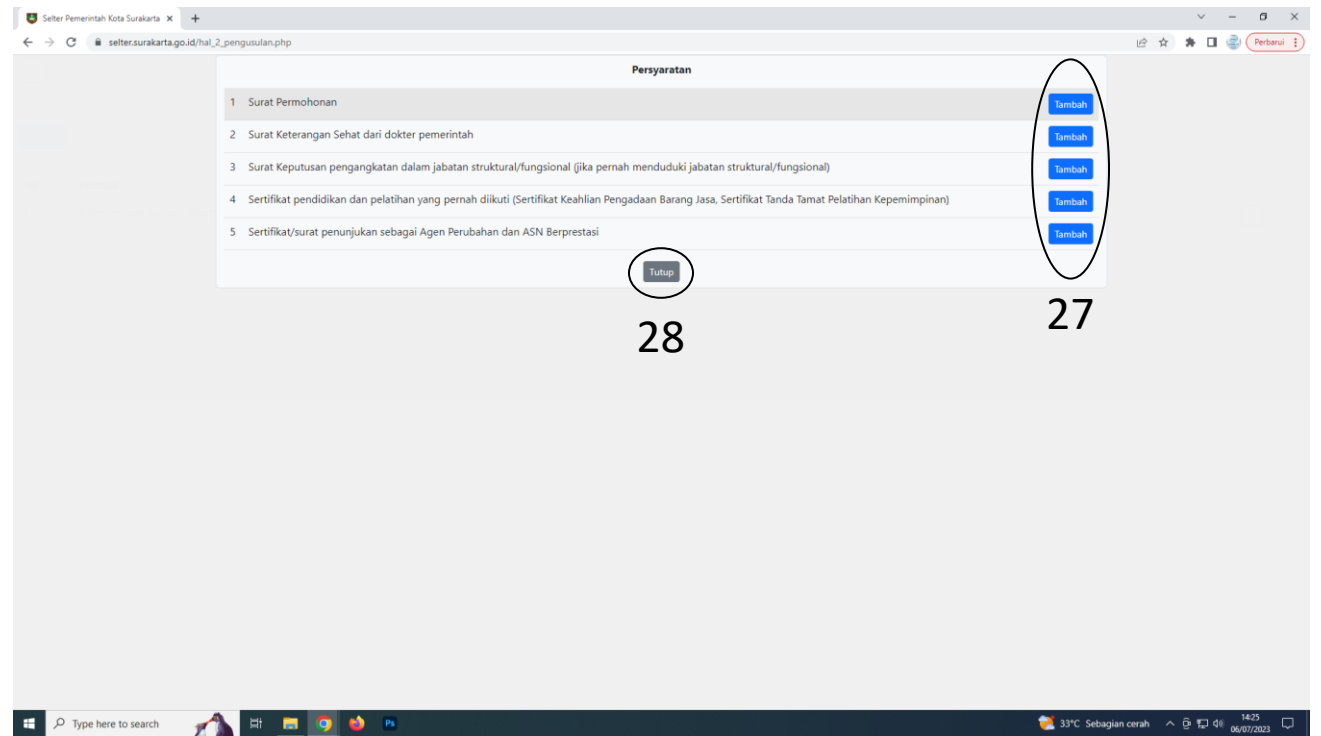 Selter Pemerintah Kota Surakarta
selter.surakarta.go.id/hal_2_pengusulan.php
Perbarui
Persyaratan
1 Surat Permohonan Tambah
2 Surat Keterangan Sehat dari dokter pemerintah Tambah
3 Surat Keputusan pengangkatan dalam jabatan struktural/fungsional (jika pernah menduduki jabatan struktural/fungsional) Tambah
4 Sertifikat pendidikan dan pelatihan yang pernah diikuti (Sertifikat Keahlian Pengadaan Barang Jasa, Sertifikat Tanda Tamat Pelatihan Kepemimpinan) Tambah
5 Sertifikat/surat penunjukan sebagai Agen Perubahan dan ASN Berprestasi Tambah
Tutup
27
28
Type here to search
Ps
33°C Sebagian cerah
14:25
06/07/2023